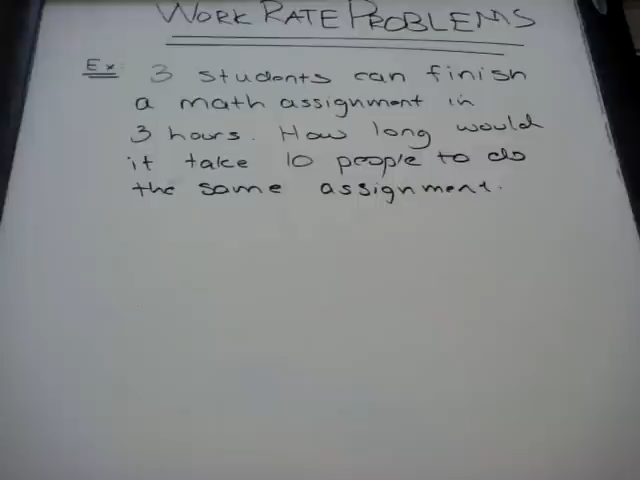 WORK RATE PROBLEMS
Ex: 3 students can finish
a math assignment in
3 hours. How long would
it take 10 people to do
the same assignment.